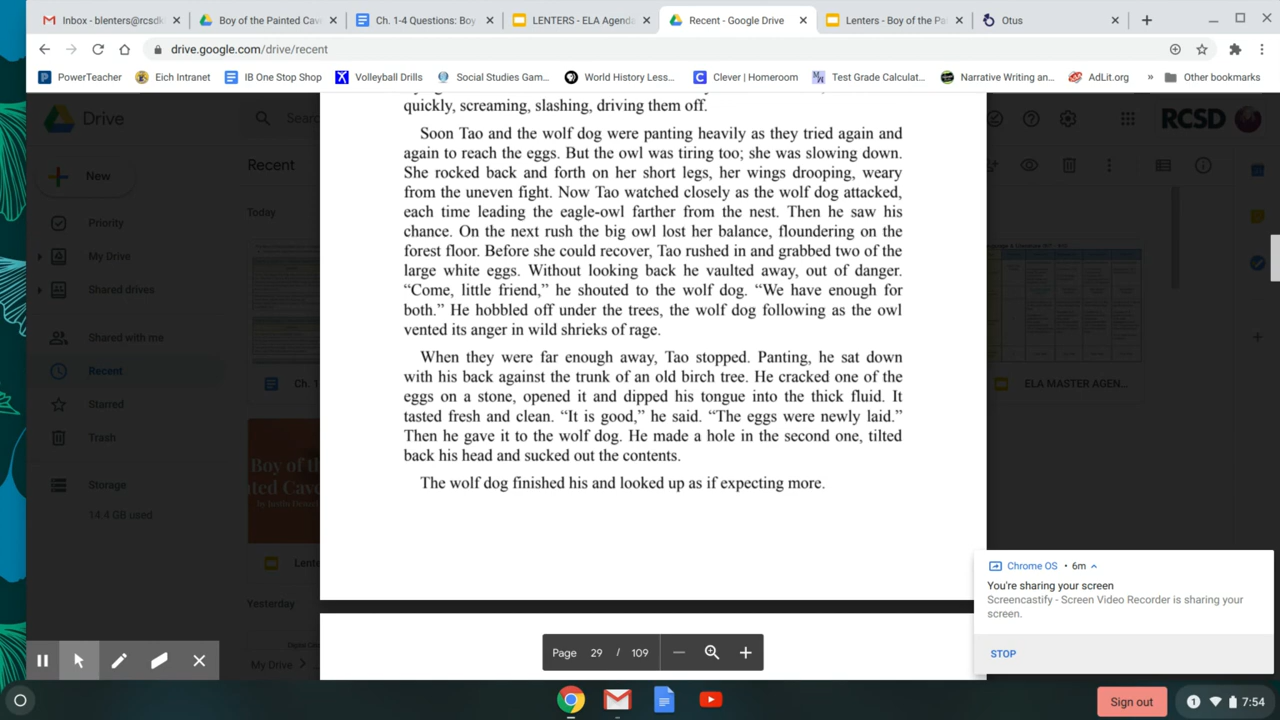 Inbox - blenters@rcsdk
Boy of the Painted Cav
Ch. 1-4 Questions: Boy
LENTERS - ELA Agenda
Recent - Google Drive
Lenters - Boy of the Pa
Otus
drive.google.com/drive/recent
PowerTeacher
Eich Intranet
IB One Stop Shop
Volleyball Drills
Social Studies Gam...
World History Less...
Clever | Homeroom
Test Grade Calculat...
Narrative Writing an...
AdLit.org
»
Other bookmarks
Drive
Sear
RCSD
New
Recent
Today
Priority
My Drive
Shared drives
Shared with me
Recent
Starred
Trash
Storage
14.4 GB used
Ch. 1
Boy of th
nted Cav
Lente
Yesterday
My Drive
ELA MASTER AGEN...
quickly, screaming, slashing, driving them off.
Soon Tao and the wolf dog were panting heavily as they tried again and
again to reach the eggs. But the owl was tiring too; she was slowing down.
She rocked back and forth on her short legs, her wings drooping, weary
from the uneven fight. Now Tao watched closely as the wolf dog attacked,
each time leading the eagle-owl farther from the nest. Then he saw his
chance. On the next rush the big owl lost her balance, floundering on the
forest floor. Before she could recover, Tao rushed in and grabbed two of the
large white eggs. Without looking back he vaulted away, out of danger.
“Come, little friend,” he shouted to the wolf dog. “We have enough for
both.” He hobbled off under the trees, the wolf dog following as the owl
vented its anger in wild shrieks of rage.
When they were far enough away, Tao stopped. Panting, he sat down
with his back against the trunk of an old birch tree. He cracked one of the
eggs on a stone, opened it and dipped his tongue into the thick fluid. It
tasted fresh and clean. “It is good,” he said. “The eggs were newly laid.”
Then he gave it to the wolf dog. He made a hole in the second one, tilted
back his head and sucked out the contents.
The wolf dog finished his and looked up as if expecting more.
Page 29 / 109
Chrome OS • 6m
You're sharing your screen
Screencastify - Screen Video Recorder is sharing your
screen.
STOP
Sign out
1
7:54